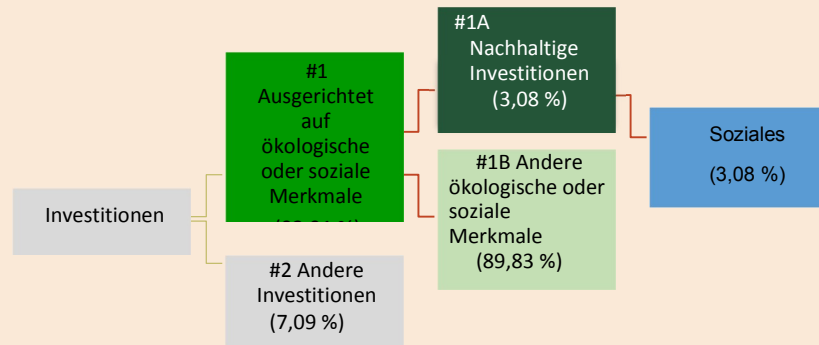 Investitionen
#1
Ausgerichtet
auf
ökologische
oder soziale
Merkmale
#2 Andere
Investitionen
(7,09 %)
#1A
Nachhaltige
Investitionen
(3,08 %)
#1B Andere
ökologische oder
soziale
Merkmale
(89,83 %)
Soziales
(3,08 %)